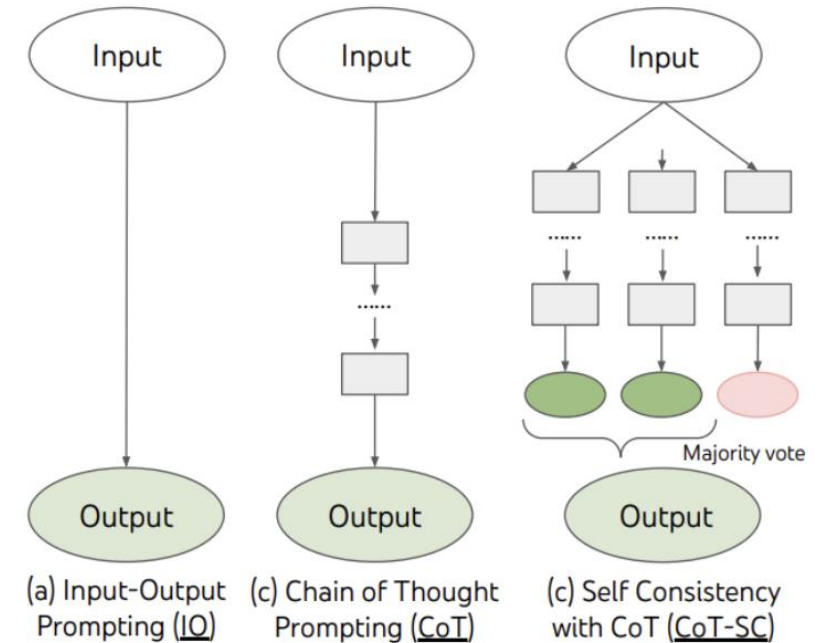 Input
Input
Input
......
......
......
......
Majority vote
Output
Output
Output
(a) Input-Output
Prompting (IO)
(c) Chain of Thought
Prompting (CoT)
(c) Self Consistency
with CoT (CoT-SC)